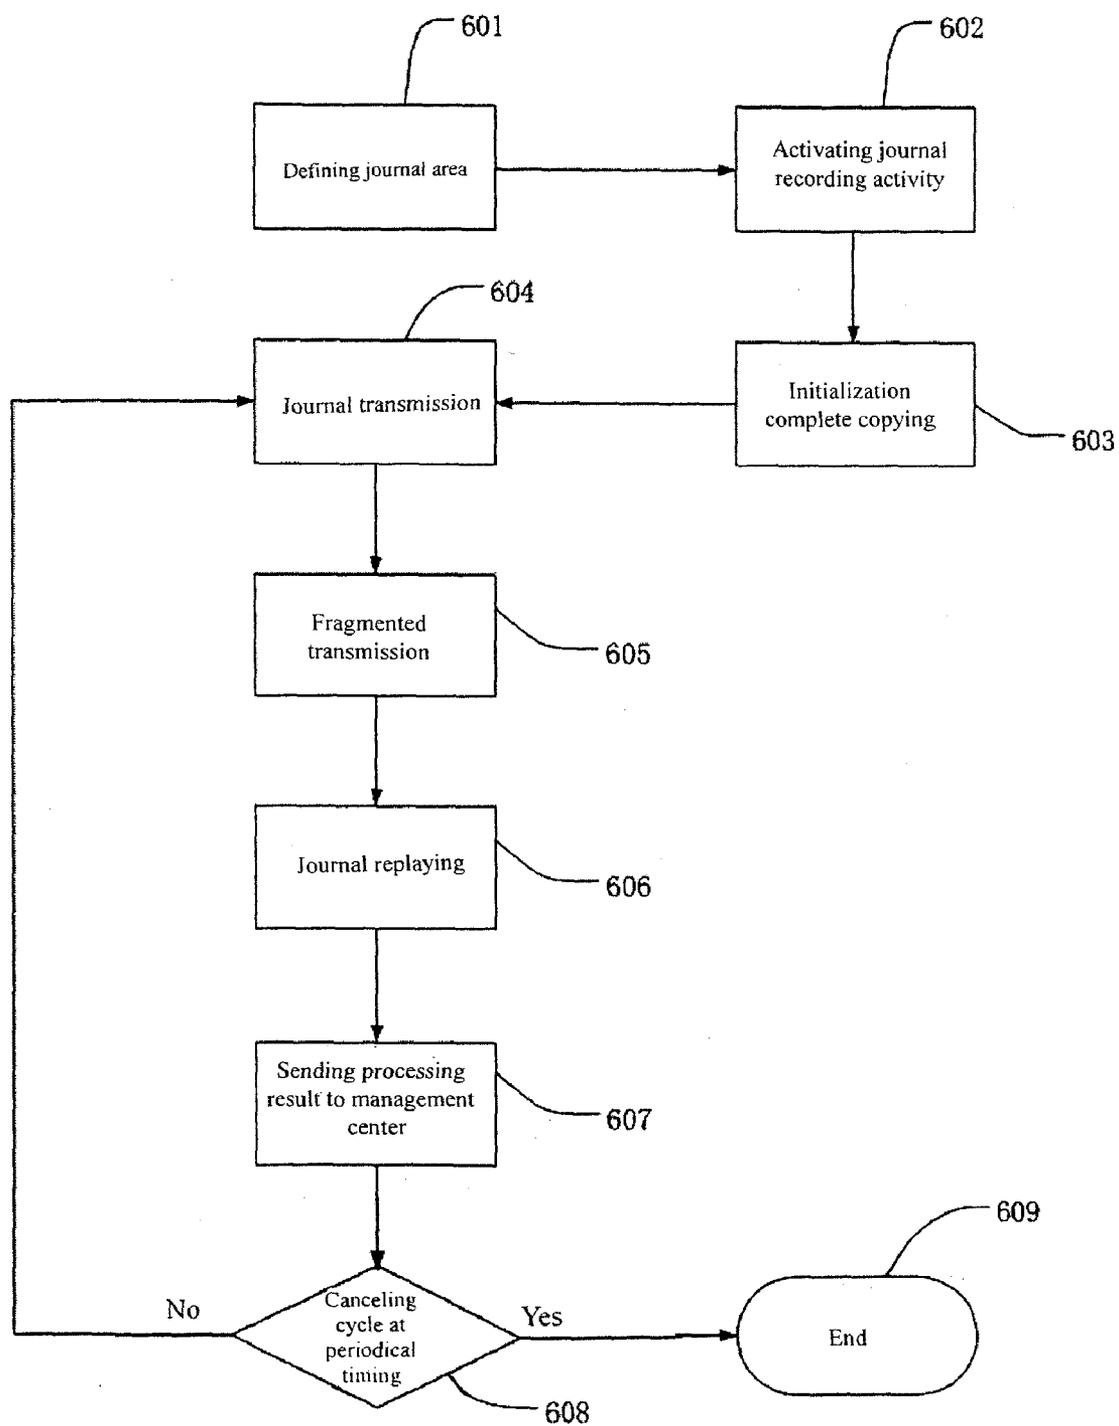 601
602
Defining journal area
Activating journal
recording activity
604
Journal transmission
Initialization
complete copying
603
Fragmented
transmission
605
Journal replaying
606
Sending processing
result to management
center
607
609
No
Canceling
cycle at
periodical
timing
Yes
End
608